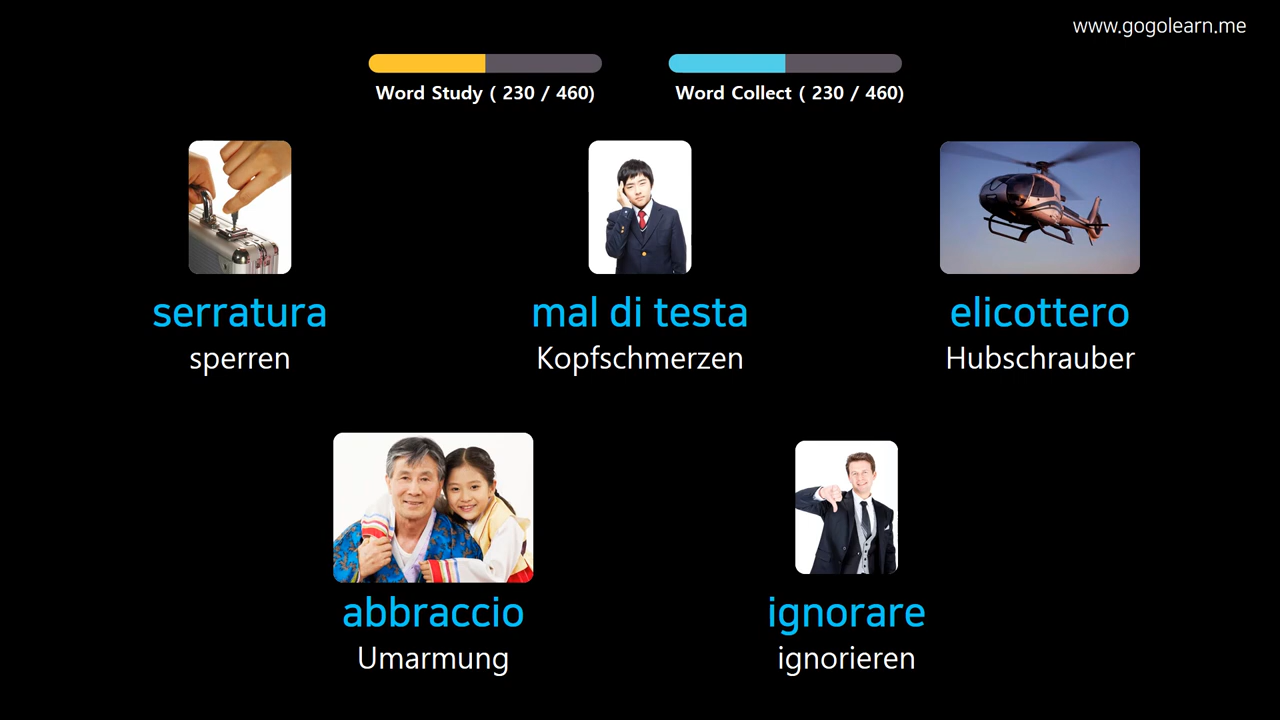 www.gogolearn.me
Word Study ( 230 / 460)
Word Collect ( 230 / 460)
serratura
sperren
mal di testa
Kopfschmerzen
elicottero
Hubschrauber
abbraccio
Umarmung
ignorare
ignorieren